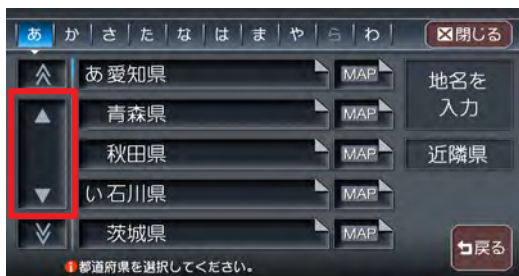 あ か さ た な は ま や ら わ 閉じる
あ 愛知県 MAP 地名を
入力
青森県 MAP
秋田県 MAP 近隣県
い 石川県 MAP
茨城県 MAP 戻る
都道府県を選択してください。